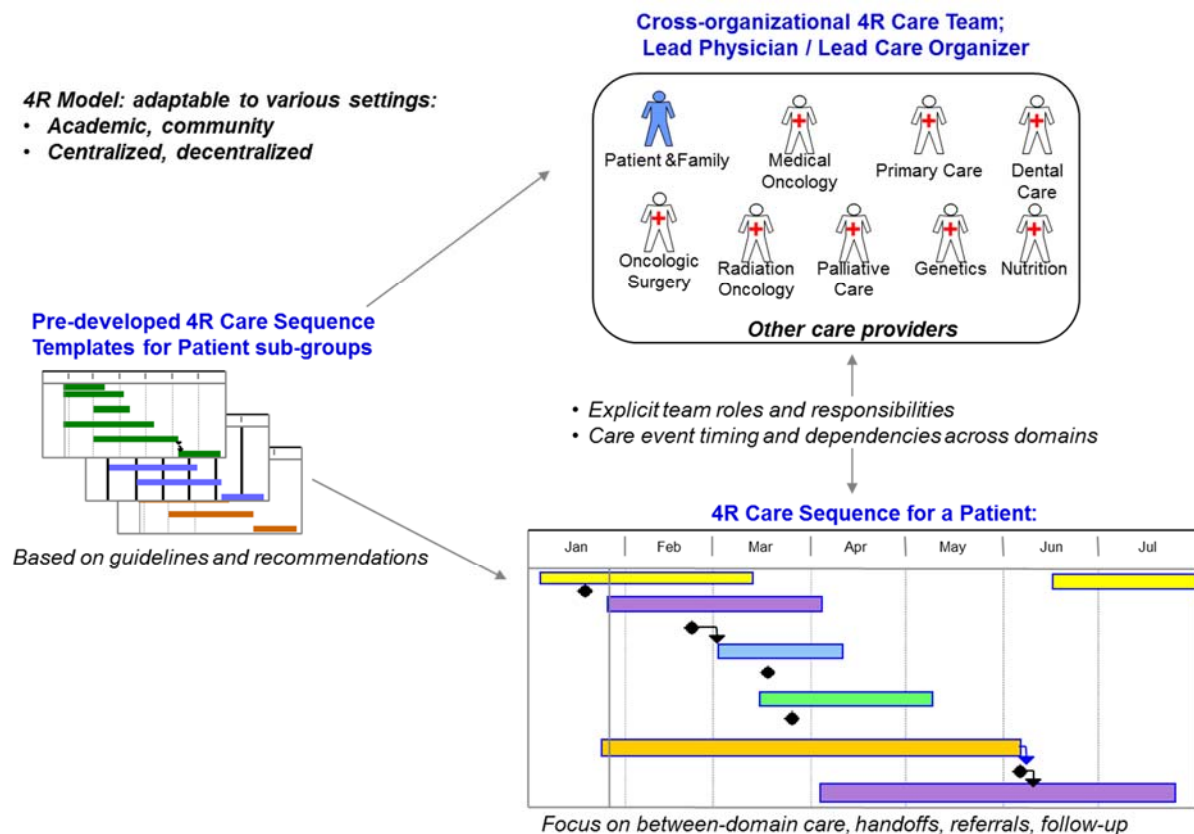 Cross-organizational 4R Care Team;
Lead Physician / Lead Care Organizer
4R Model: adaptable to various settings:
• Academic, community
• Centralized, decentralized
Patient &Family
Medical
Oncology
Primary Care
Dental
Care
Oncologic
Surgery
Radiation
Oncology
Palliative
Care
Genetics
Nutrition
Other care providers
Pre-developed 4R Care Sequence
Templates for Patient sub-groups
Based on guidelines and recommendations
• Explicit team roles and responsibilities
• Care event timing and dependencies across domains
4R Care Sequence for a Patient:
Jan Feb Mar Apr May Jun Jul
Focus on between-domain care, handoffs, referrals, follow-up